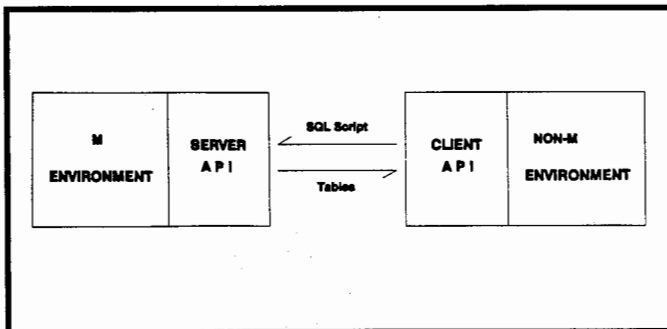 M
ENVIRONMENT
SERVER
A P I
SQL Script
Tables
CLIENT
A P I
NON-M
ENVIRONMENT